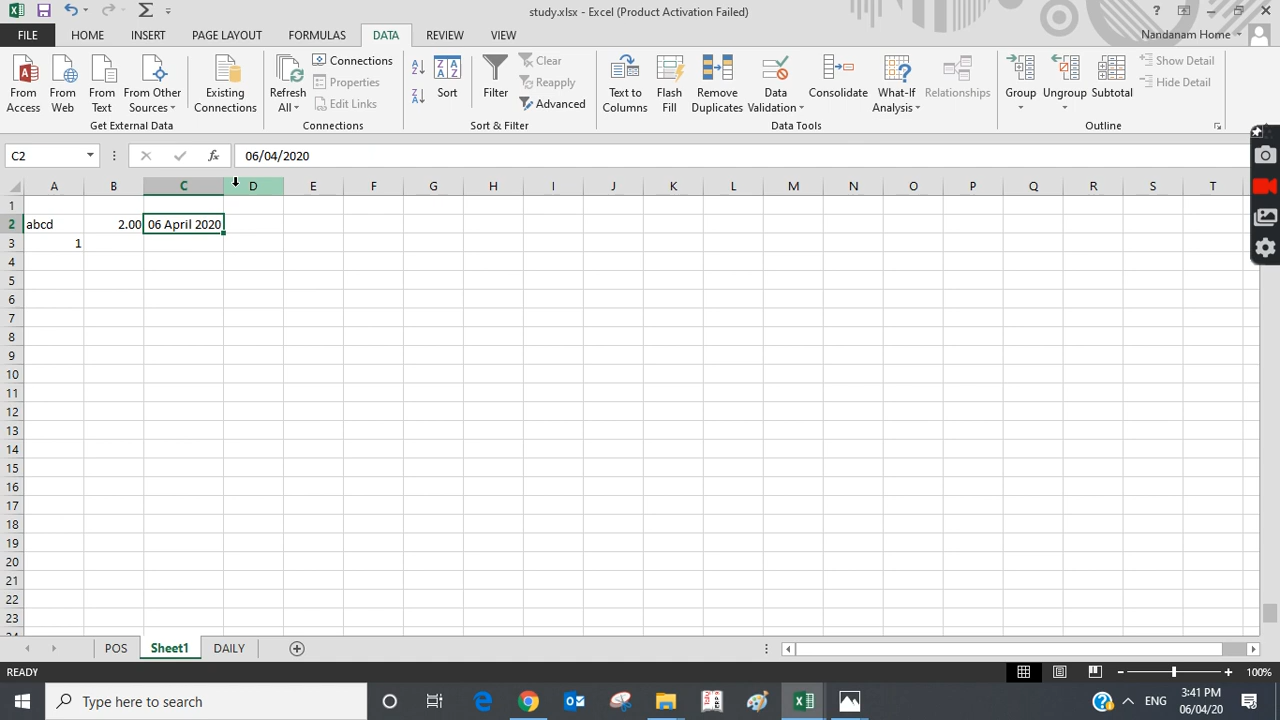 study.xlsx - Excel (Product Activation Failed)
FILE HOME INSERT PAGE LAYOUT FORMULAS DATA REVIEW VIEW Nandanam Home
From Access
From Web
From Text
From Other Sources
Existing Connections
Get External Data
Refresh All
Connections
Properties
Edit Links
Connections
Sort
Filter
Clear
Reapply
Advanced
Sort & Filter
Text to Columns
Flash Fill
Remove Duplicates
Data Validation
Consolidate
What-If Analysis
Relationships
Data Tools
Group
Ungroup
Subtotal
Show Detail
Hide Detail
Outline
C2 fx 06/04/2020
A B C D E F G H I J K L M N O P Q R S T
1
2 abcd 2.00 06 April 2020
3 1
4
5
6
7
8
9
10
11
12
13
14
15
16
17
18
19
20
21
22
23
POS Sheet1 DAILY
READY 100%
Type here to search
ENG
3:41 PM
06/04/20